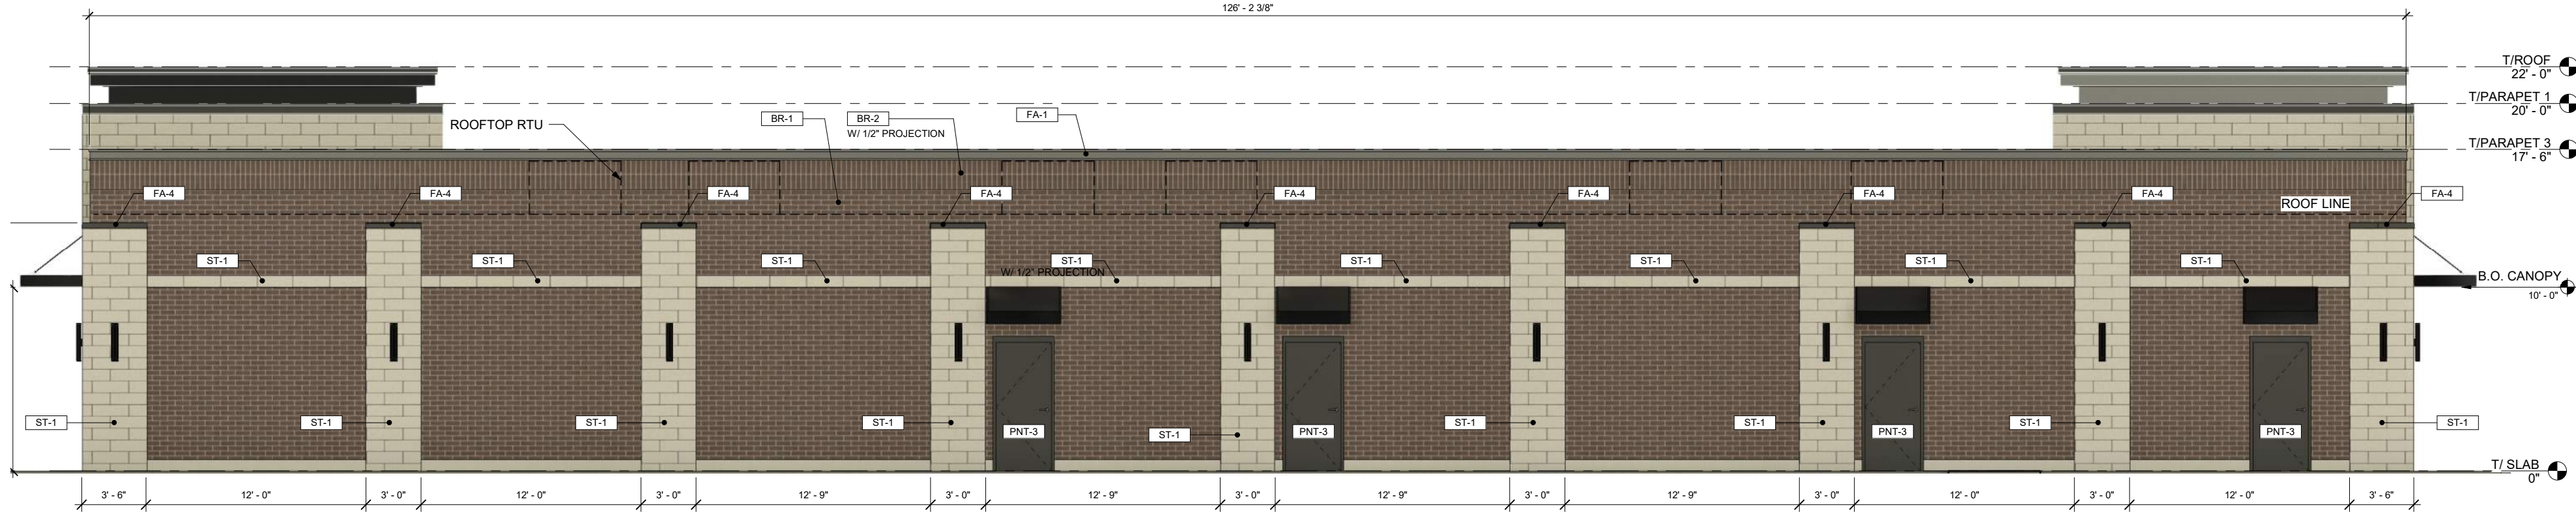 126' - 2 3/8"
T/ROOF
22' - 0"
T/PARAPET 1
20' - 0"
ROOFTOP RTU
BR-1
BR-2
W/ 1/2" PROJECTION
FA-1
T/PARAPET 3
17' - 6"
FA-4
FA-4
FA-4
FA-4
FA-4
FA-4
FA-4
FA-4
FA-4
ROOF LINE
ST-1
ST-1
ST-1
ST-1
W/ 1/2" PROJECTION
ST-1
ST-1
ST-1
ST-1
B.O. CANOPY
10' - 0"
ST-1
ST-1
ST-1
ST-1
PNT-3
ST-1
PNT-3
ST-1
ST-1
PNT-3
ST-1
PNT-3
ST-1
T/ SLAB
0"
3' - 6"
12' - 0"
3' - 0"
12' - 0"
3' - 0"
12' - 9"
3' - 0"
12' - 9"
3' - 0"
12' - 9"
3' - 0"
12' - 9"
3' - 0"
12' - 0"
3' - 0"
12' - 0"
3' - 6"